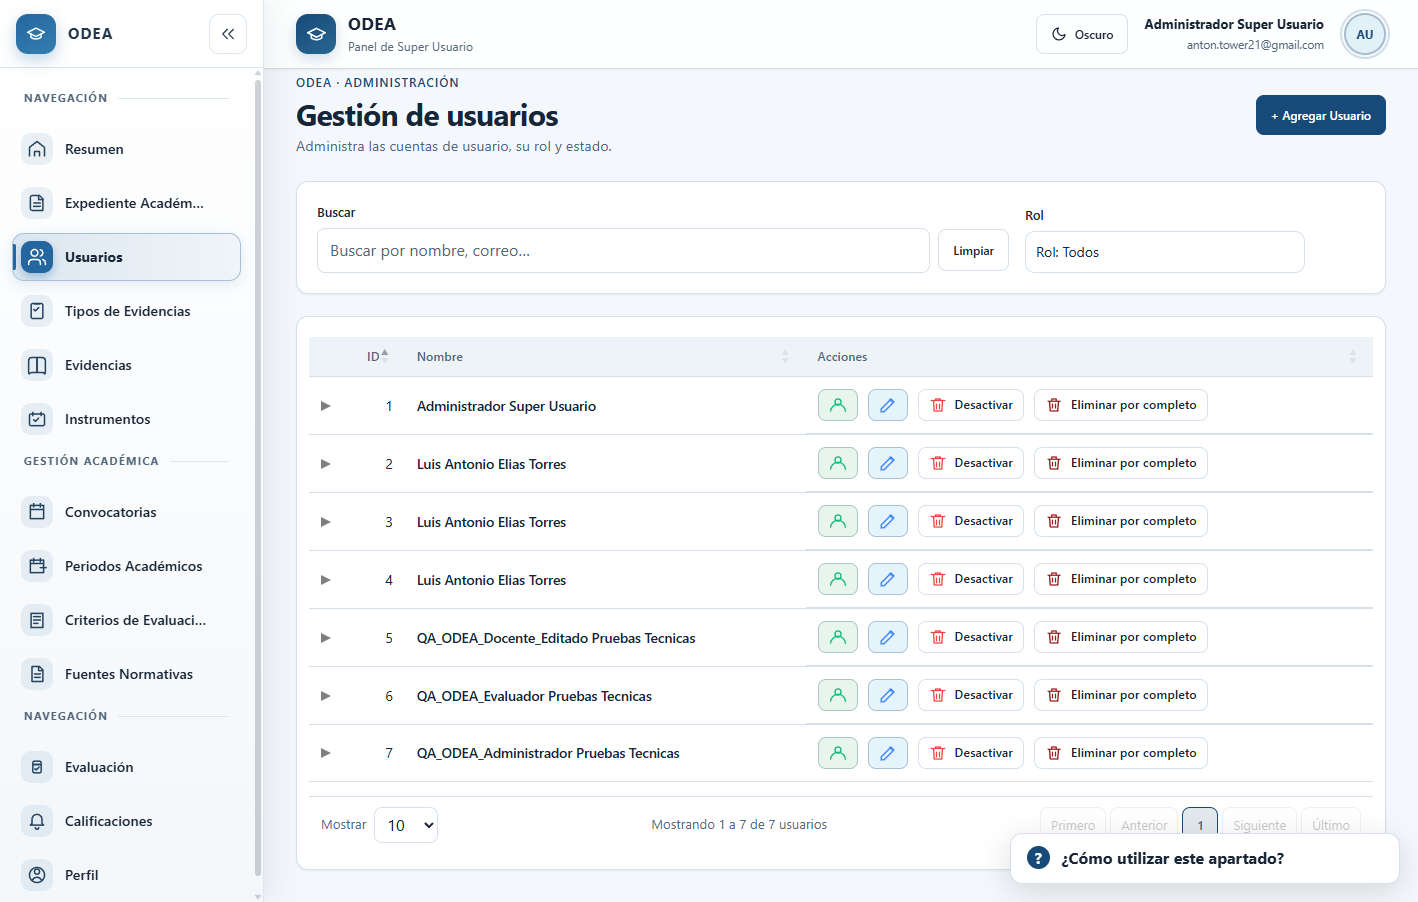 ODEA
NAVEGACIÓN
Resumen
Expediente Académ...
Usuarios
Tipos de Evidencias
Evidencias
Instrumentos
GESTIÓN ACADÉMICA
Convocatorias
Periodos Académicos
Criterios de Evaluaci...
Fuentes Normativas
NAVEGACIÓN
Evaluación
Calificaciones
Perfil
ODEA
Panel de Super Usuario
Oscuro
Administrador Super Usuario
anton.tower21@gmail.com
AU
ODEA · ADMINISTRACIÓN
Gestión de usuarios
Administra las cuentas de usuario, su rol y estado.
+ Agregar Usuario
Buscar
Buscar por nombre, correo...
Limpiar
Rol
Rol: Todos
ID Nombre Acciones
1 Administrador Super Usuario Desactivar Eliminar por completo
2 Luis Antonio Elias Torres Desactivar Eliminar por completo
3 Luis Antonio Elias Torres Desactivar Eliminar por completo
4 Luis Antonio Elias Torres Desactivar Eliminar por completo
5 QA_ODEA_Docente_Editado Pruebas Tecnicas Desactivar Eliminar por completo
6 QA_ODEA_Evaluador Pruebas Tecnicas Desactivar Eliminar por completo
7 QA_ODEA_Administrador Pruebas Tecnicas Desactivar Eliminar por completo
Mostrar 10 Mostrando 1 a 7 de 7 usuarios Primero Anterior 1 Siguiente Último
? ¿Cómo utilizar este apartado?